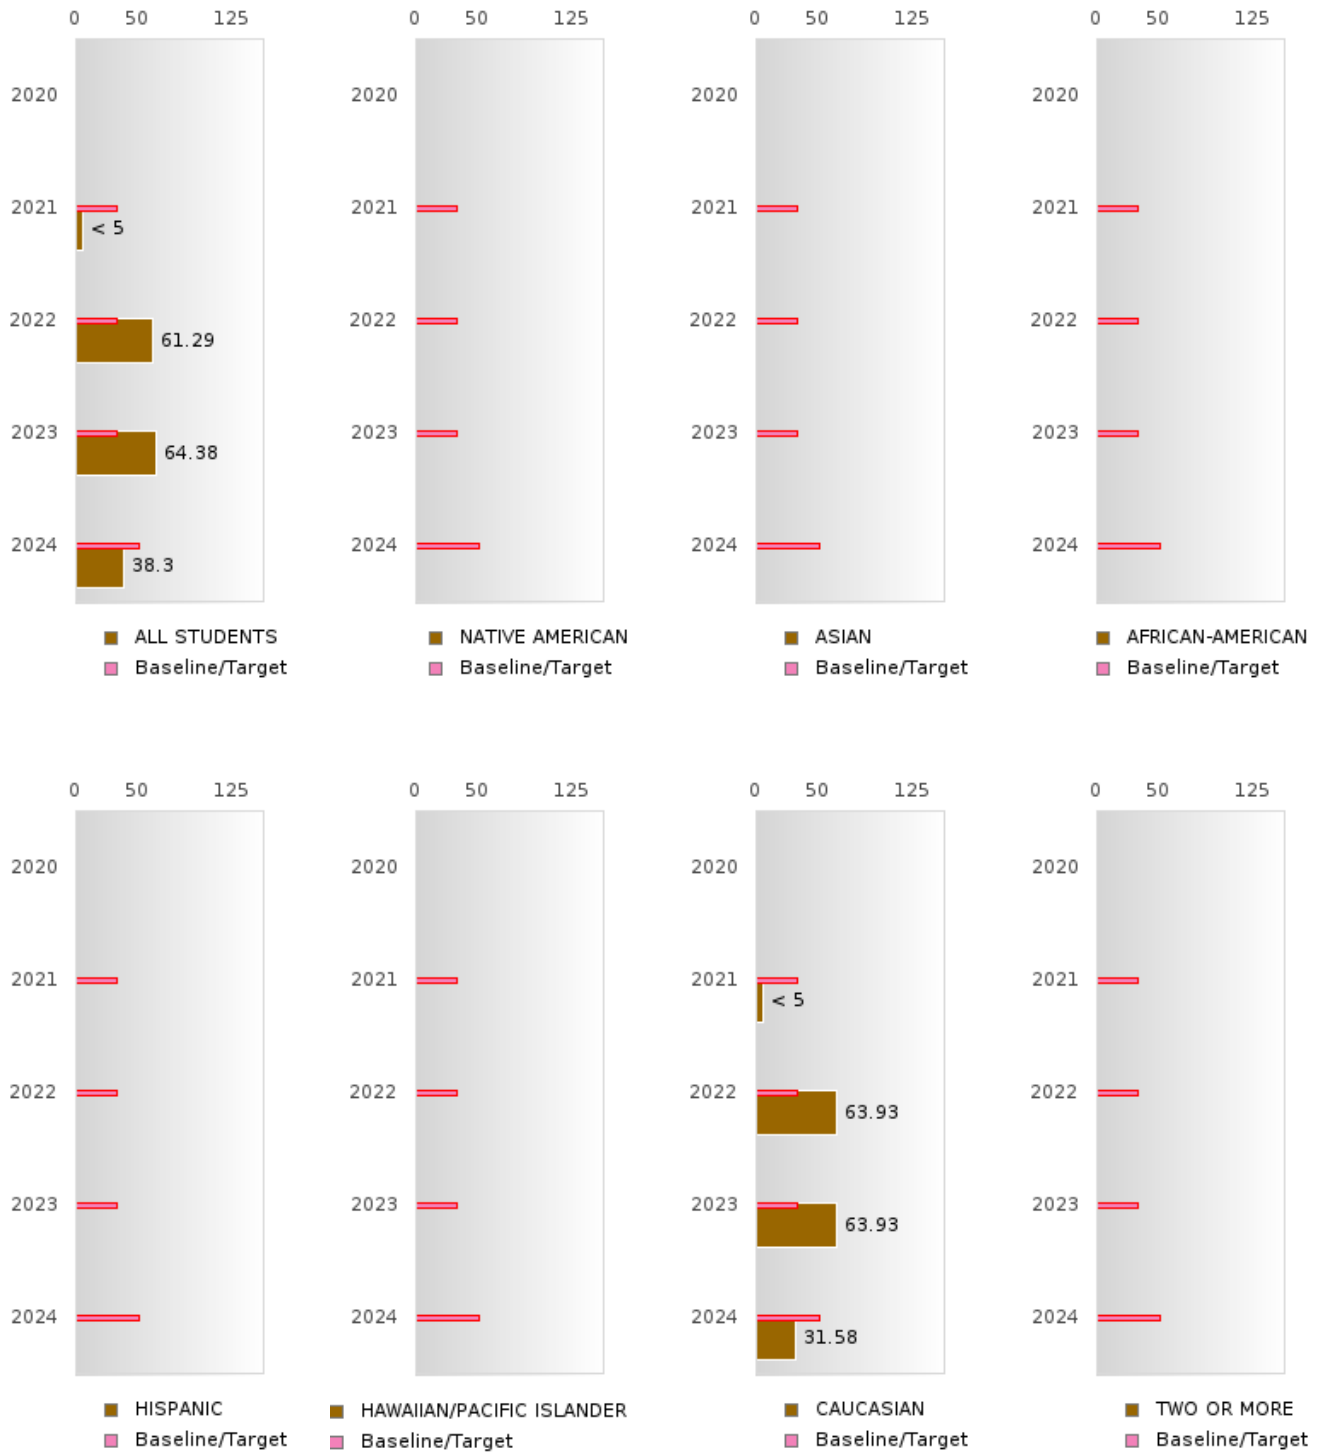 0 50 125 0 50 125 0 50 125 0 50 125
2020 2020 2020 2020
2021 < 5 2021 2021 2021
2022 61.29 2022 2022 2022
2023 64.38 2023 2023 2023
2024 38.3 2024 2024 2024
ALL STUDENTS NATIVE AMERICAN ASIAN AFRICAN-AMERICAN
Baseline/Target Baseline/Target Baseline/Target Baseline/Target
0 50 125 0 50 125 0 50 125 0 50 125
2020 2020 2020 2020
2021 2021 2021 < 5 2021
2022 2022 2022 63.93 2022
2023 2023 2023 63.93 2023
2024 2024 2024 31.58 2024
HISPANIC HAWAIIAN/PACIFIC ISLANDER CAUCASIAN TWO OR MORE
Baseline/Target Baseline/Target Baseline/Target Baseline/Target